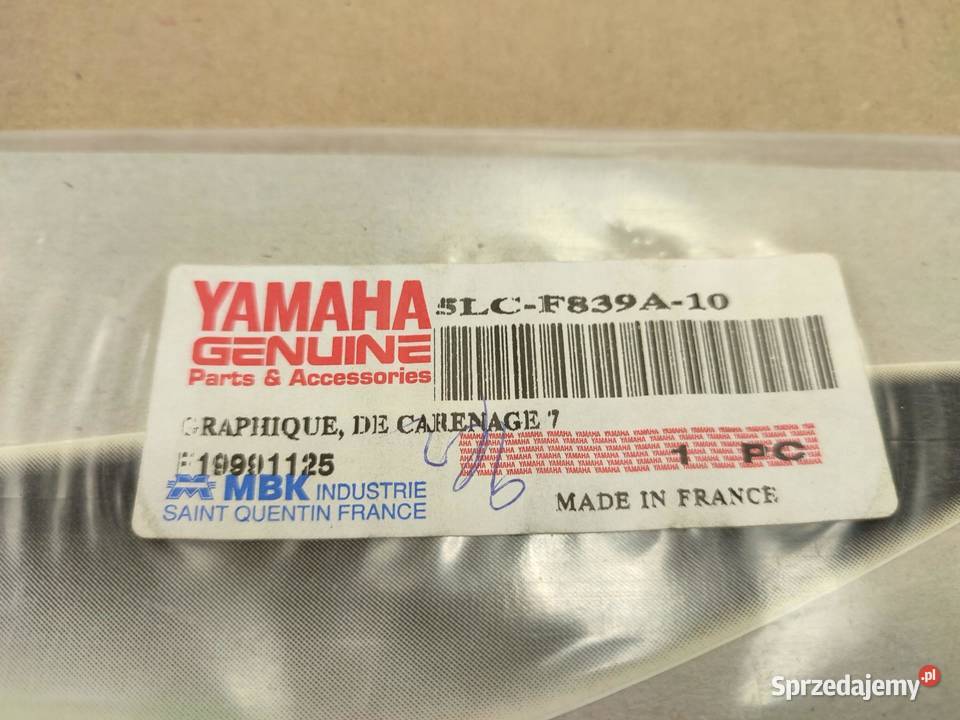 YAMAHA
GENUINE
Parts & Accessories
5LC-F839A-10
GRAPHIQUE, DE CARENAGE 7
19991125
1 PC
MBK INDUSTRIE
SAINT QUENTIN FRANCE
MADE IN FRANCE
Sprzedajemy.pl